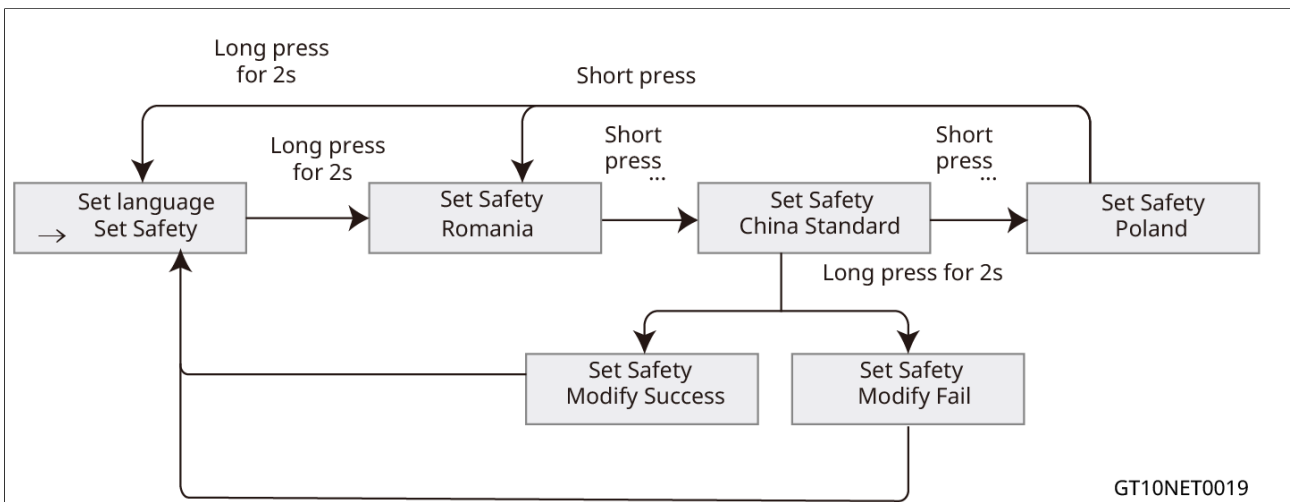 Long press
for 2s
Short press
Long press
for 2s
Short
press
...
Short
press
...
Set language
→ Set Safety
Set Safety
Romania
Set Safety
China Standard
Set Safety
Poland
Long press for 2s
Set Safety
Modify Success
Set Safety
Modify Fail
GT10NET0019